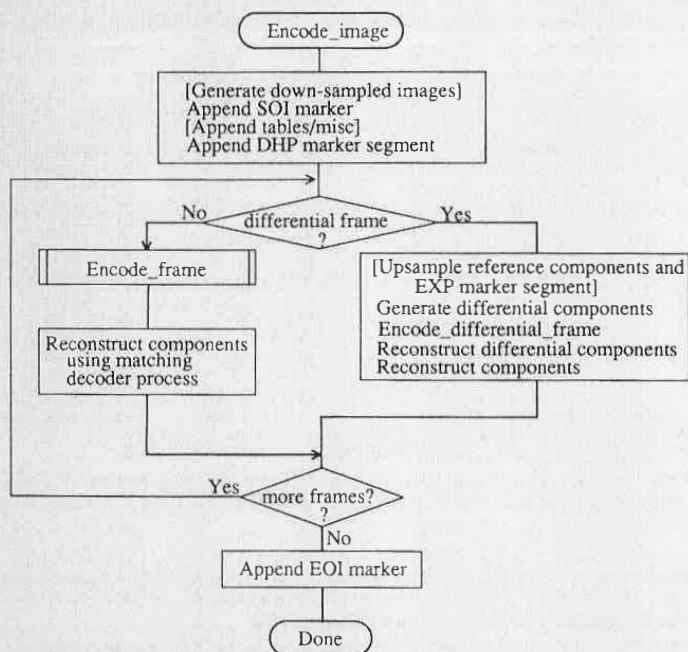 Encode_image
[Generate down-sampled images]
Append SOI marker
[Append tables/misc]
Append DHP marker segment
No
differential frame
?
Yes
Encode_frame
Reconstruct components
using matching
decoder process
[Upsample reference components and
EXP marker segment]
Generate differential components
Encode_differential_frame
Reconstruct differential components
Reconstruct components
Yes
more frames?
?
No
Append EOI marker
Done